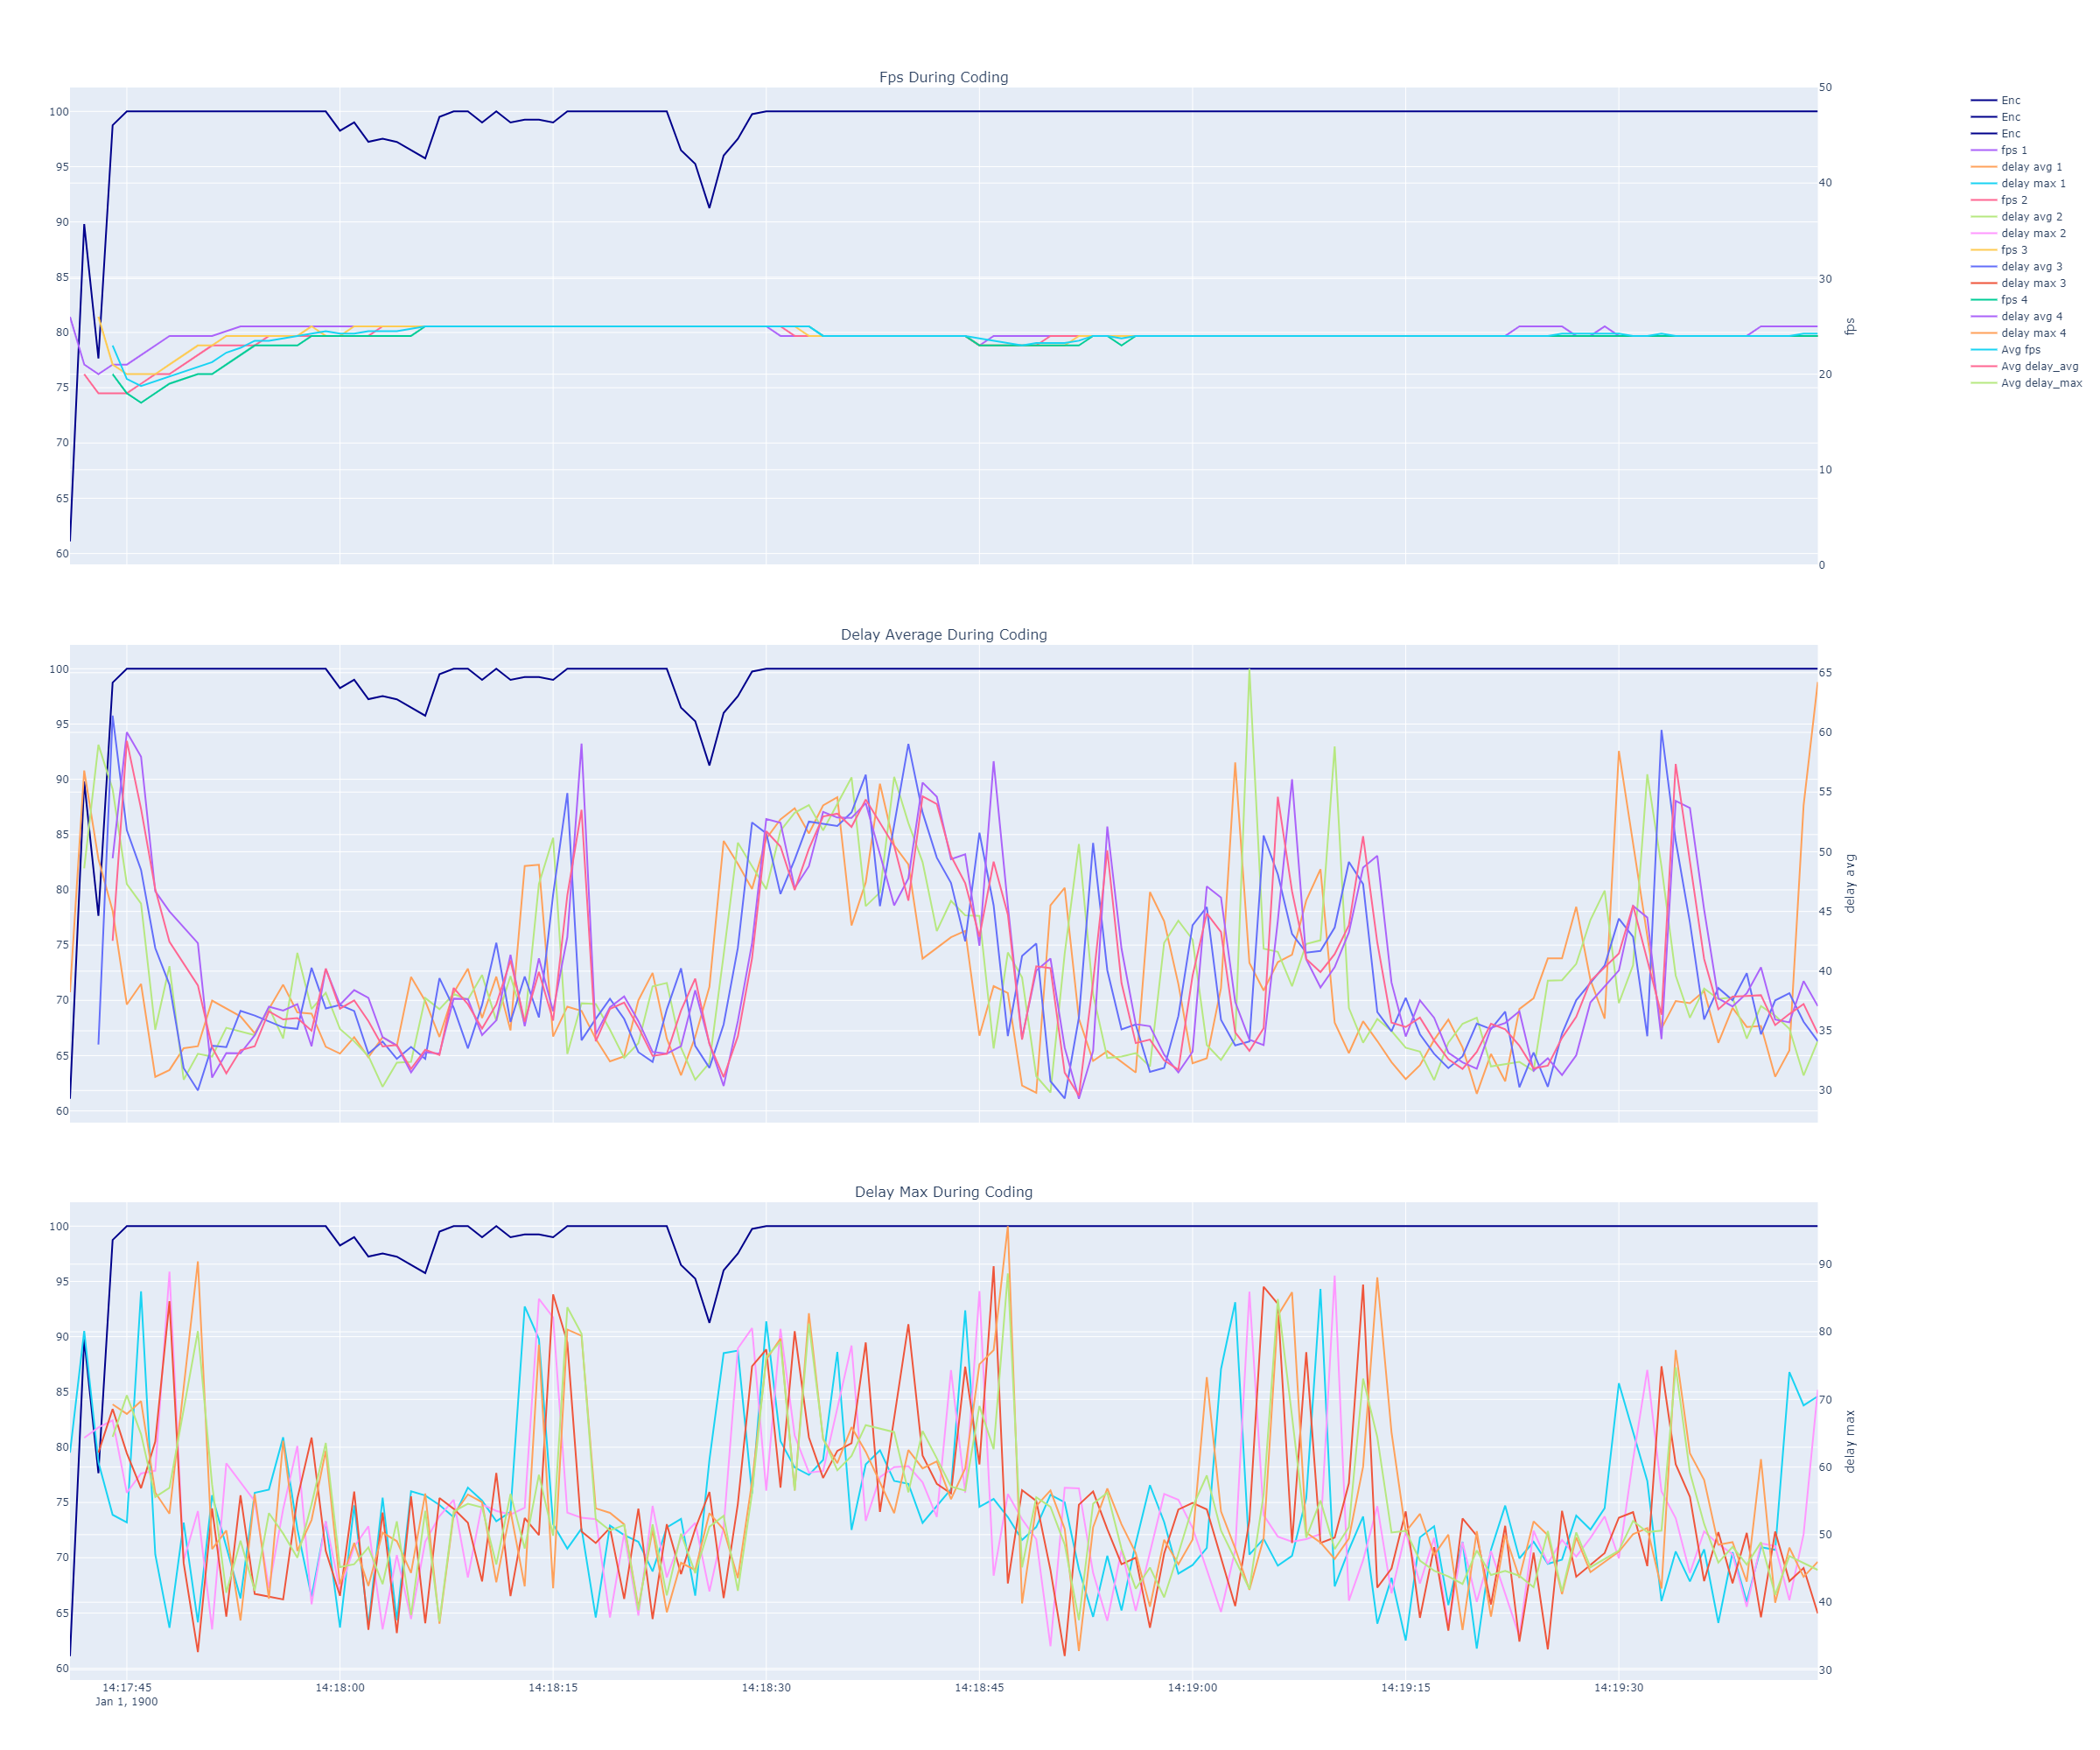 Fps During Coding
100
95
90
85
80
75
70
65
60
50
40
30
20
10
0
fps
Enc
Enc
Enc
fps 1
delay avg 1
delay max 1
fps 2
delay avg 2
delay max 2
fps 3
delay avg 3
delay max 3
fps 4
delay avg 4
delay max 4
Avg fps
Avg delay_avg
Avg delay_max
Delay Average During Coding
100
95
90
85
80
75
70
65
60
65
60
55
50
45
40
35
30
delay avg
Delay Max During Coding
100
95
90
85
80
75
70
65
60
90
80
70
60
50
40
30
delay max
14:17:45 14:18:00 14:18:15 14:18:30 14:18:45 14:19:00 14:19:15 14:19:30
Jan 1, 1900